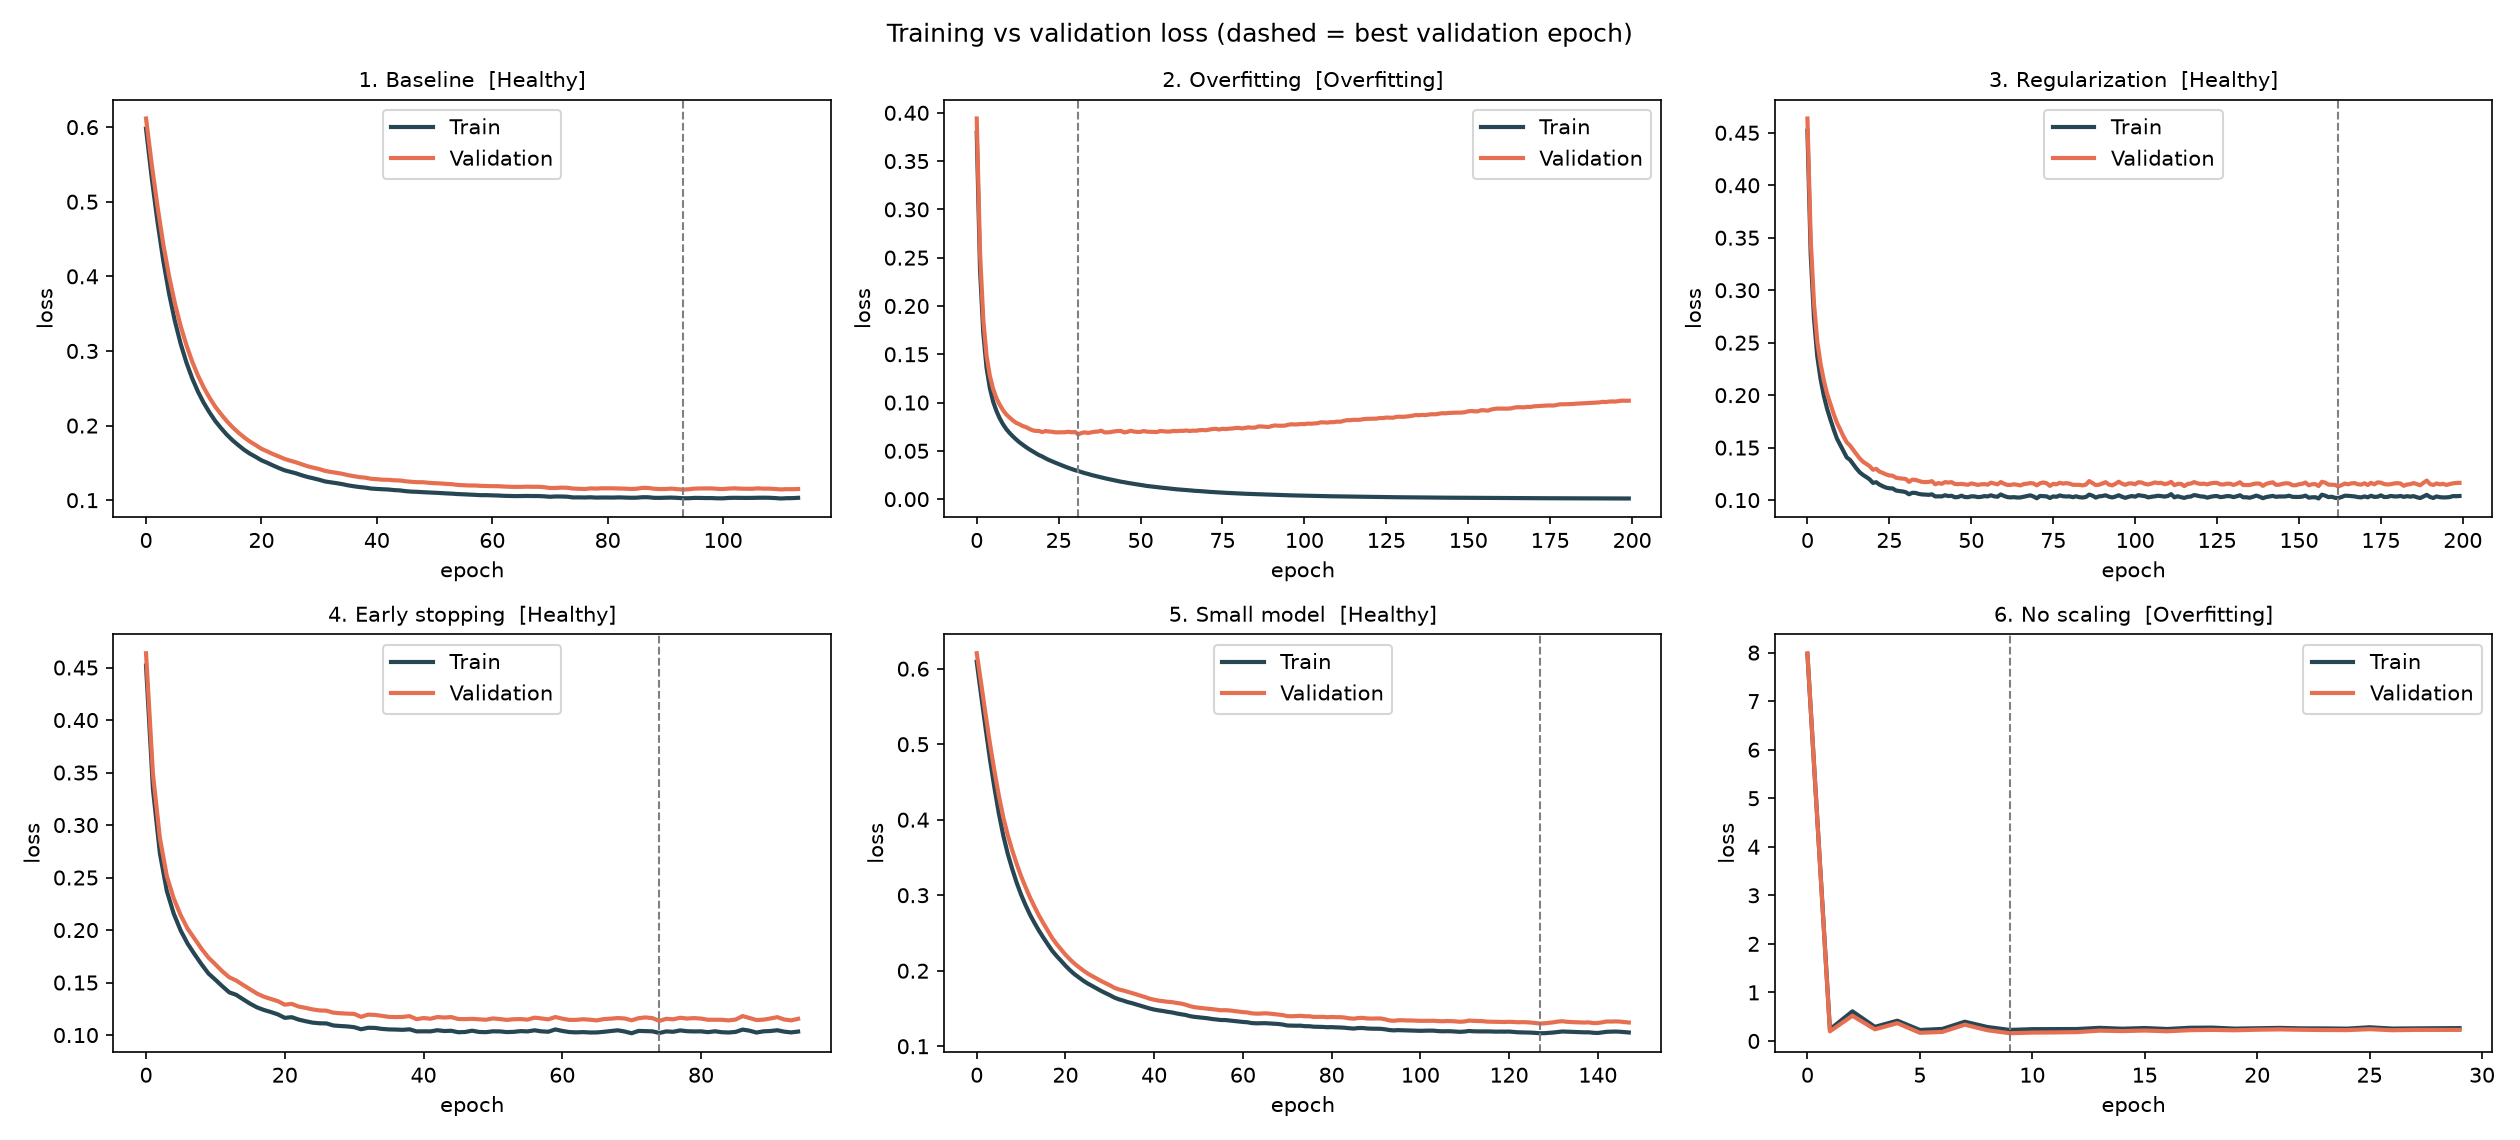 Training vs validation loss (dashed = best validation epoch)
1. Baseline  [Healthy]
Train
Validation
0.6
0.5
0.4
0.3
0.2
0.1
loss
0 20 40 60 80 100
epoch
2. Overfitting  [Overfitting]
Train
Validation
0.40
0.35
0.30
0.25
0.20
0.15
0.10
0.05
0.00
loss
0 25 50 75 100 125 150 175 200
epoch
3. Regularization  [Healthy]
Train
Validation
0.45
0.40
0.35
0.30
0.25
0.20
0.15
0.10
loss
0 25 50 75 100 125 150 175 200
epoch
4. Early stopping  [Healthy]
Train
Validation
0.45
0.40
0.35
0.30
0.25
0.20
0.15
0.10
loss
0 20 40 60 80
epoch
5. Small model  [Healthy]
Train
Validation
0.6
0.5
0.4
0.3
0.2
0.1
loss
0 20 40 60 80 100 120 140
epoch
6. No scaling  [Overfitting]
Train
Validation
8
7
6
5
4
3
2
1
0
loss
0 5 10 15 20 25 30
epoch